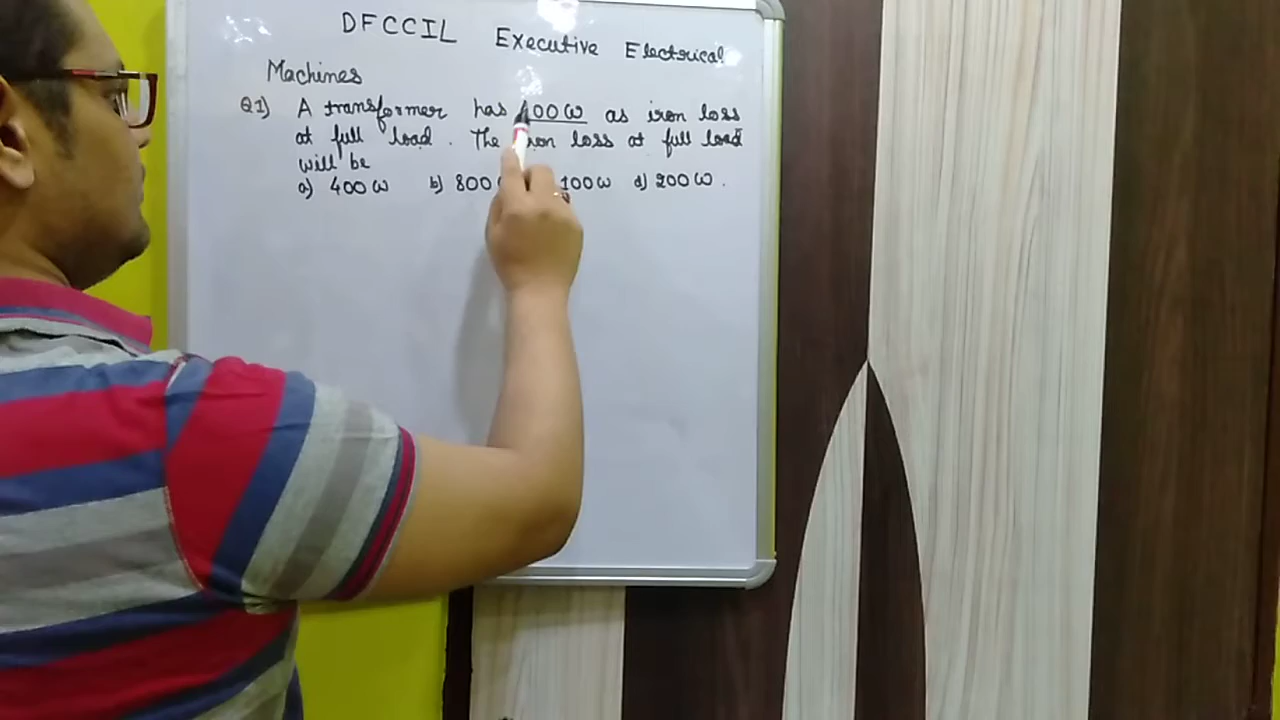 DFCCIL Executive Electrical
Machines
Q1) A transformer has 400 W as iron loss
at full load. The iron loss at full load
will be
a) 400 W b) 800 100 W d) 200 W.